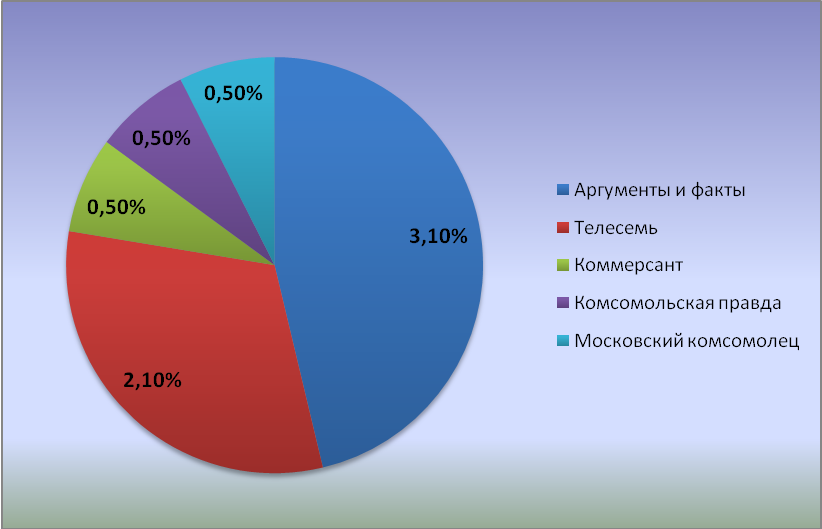 0,50%
0,50%
0,50%
3,10%
2,10%
Аргументы и факты
Телесемь
Коммерсант
Комсомольская правда
Московский комсомолец